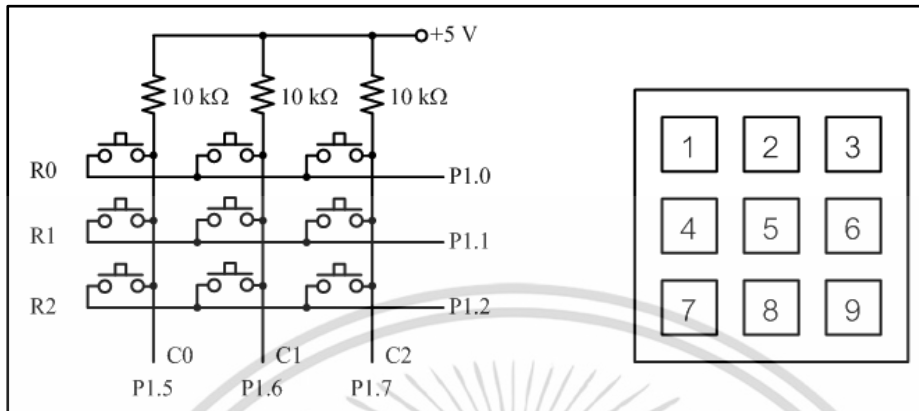 +5 V
10 kΩ 10 kΩ 10 kΩ
R0 P1.0
R1 P1.1
R2 P1.2
C0 C1 C2
P1.5 P1.6 P1.7
1 2 3
4 5 6
7 8 9